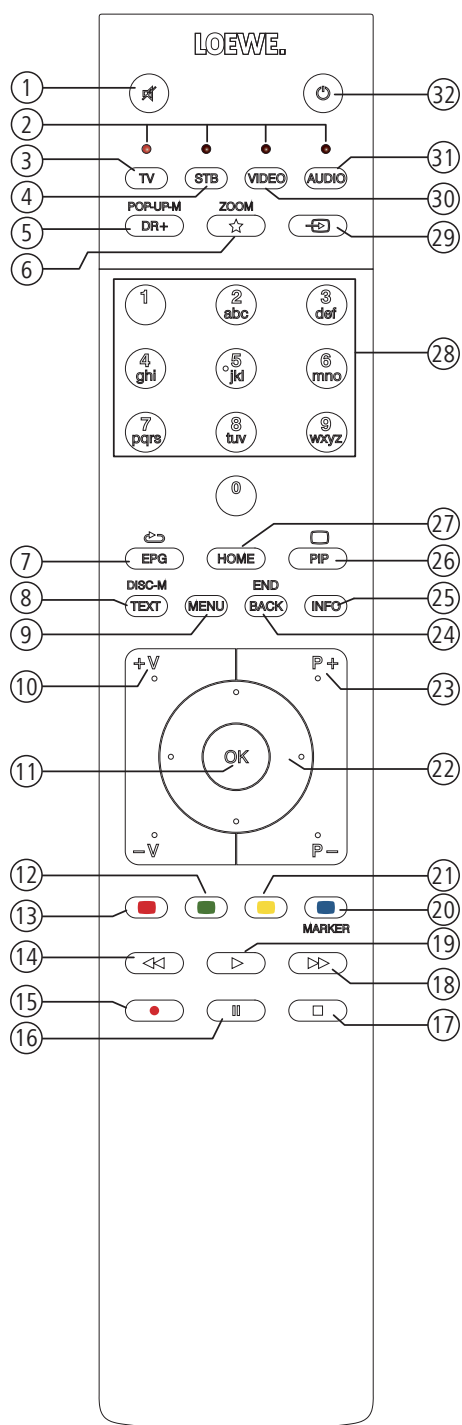 LOEWE.
1
32
2
3
TV
STB
VIDEO
AUDIO
31
4
30
POP-UP-M
ZOOM
5
DR+
29
6
1
2
abc
3
def
28
4
ghi
5
jkl
6
mno
7
pqrs
8
tuv
9
wxyz
0
27
7
EPG
HOME
PIP
26
DISC-M
END
8
TEXT
MENU
BACK
INFO
25
9
24
10
+V
P+
23
11
OK
22
-V
P-
12
21
13
20
MARKER
19
14
18
15
17
16